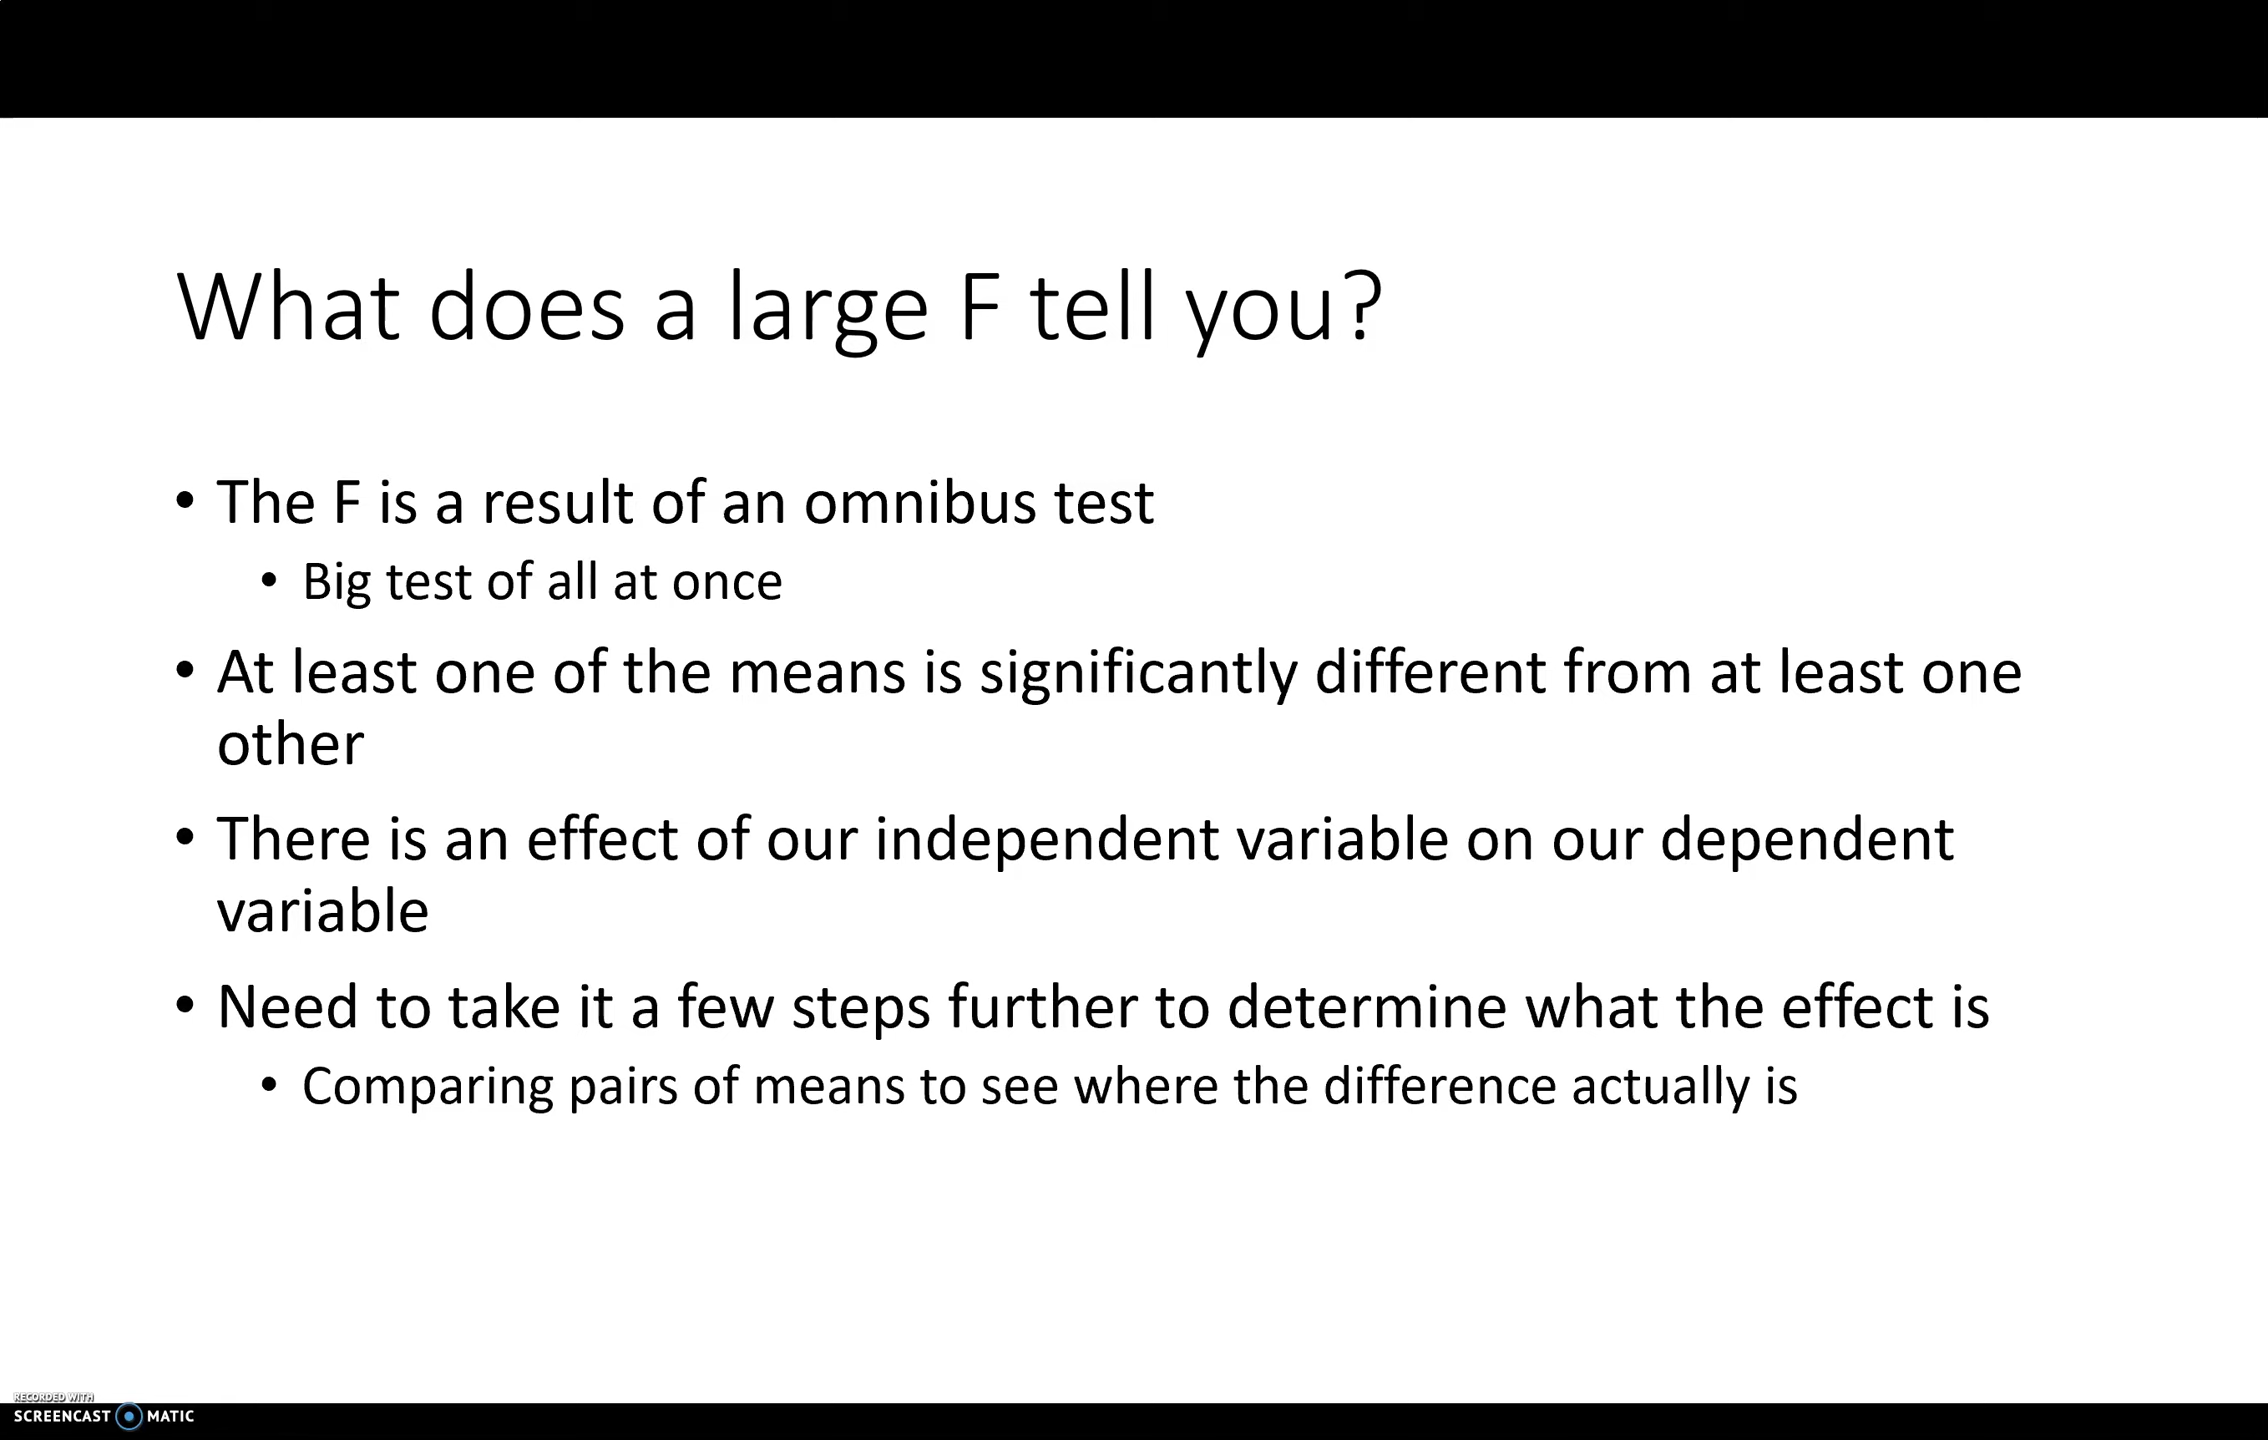 What does a large F tell you?
• The F is a result of an omnibus test
• Big test of all at once
• At least one of the means is significantly different from at least one
other
• There is an effect of our independent variable on our dependent
variable
• Need to take it a few steps further to determine what the effect is
• Comparing pairs of means to see where the difference actually is
RECORDED WITH
SCREENCAST MATIC